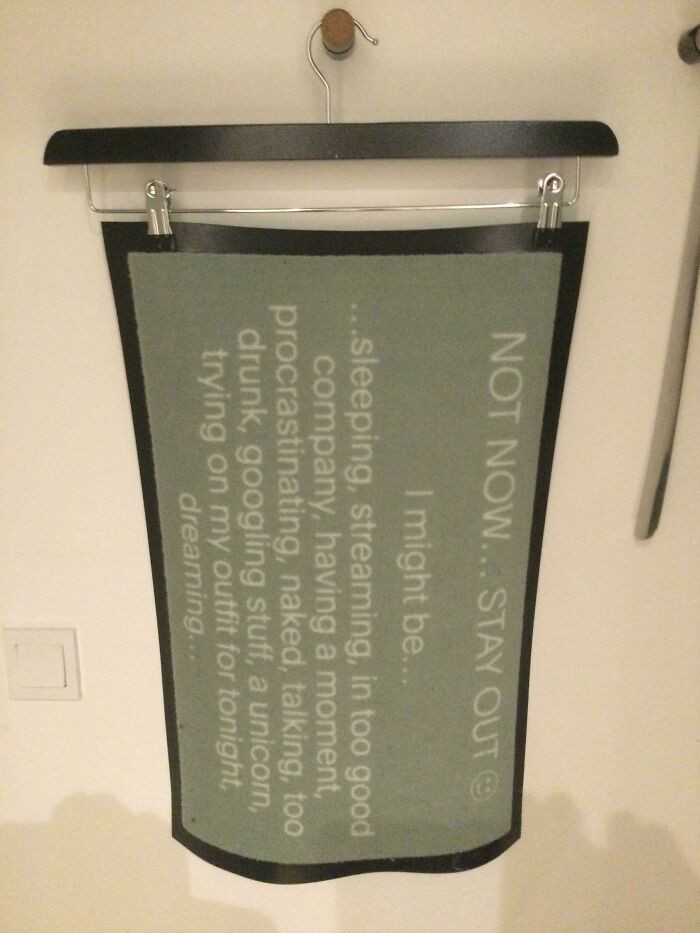 NOT NOW... STAY OUT ☺
I might be...
...sleeping, streaming, in too good
company, having a moment,
procrastinating, naked, talking, too
drunk, googling stuff, a unicorn,
trying on my outfit for tonight,
dreaming...